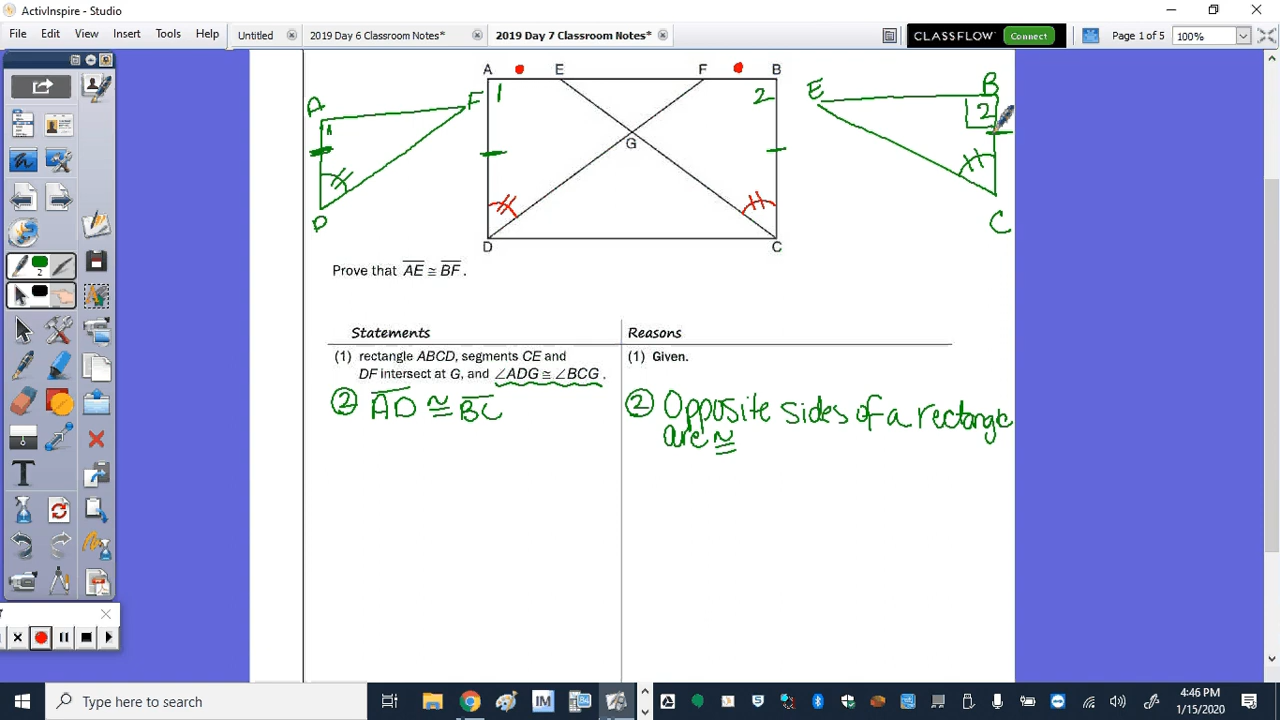 ActivInspire - Studio
File Edit View Insert Tools Help
Untitled
2019 Day 6 Classroom Notes*
2019 Day 7 Classroom Notes*
CLASSFLOW Connect
Page 1 of 5
100%
A E F B
1 2
G
D C
A F
1
D
E B
2
C
Prove that AE ≅ BF.
Statements Reasons
(1) rectangle ABCD, segments CE and
DF intersect at G, and ∠ADG ≅ ∠BCG.
(1) Given.
② AD ≅ BC
② Opposite sides of a rectangle
are ≅
2
T
Type here to search
IM
4:46 PM
1/15/2020